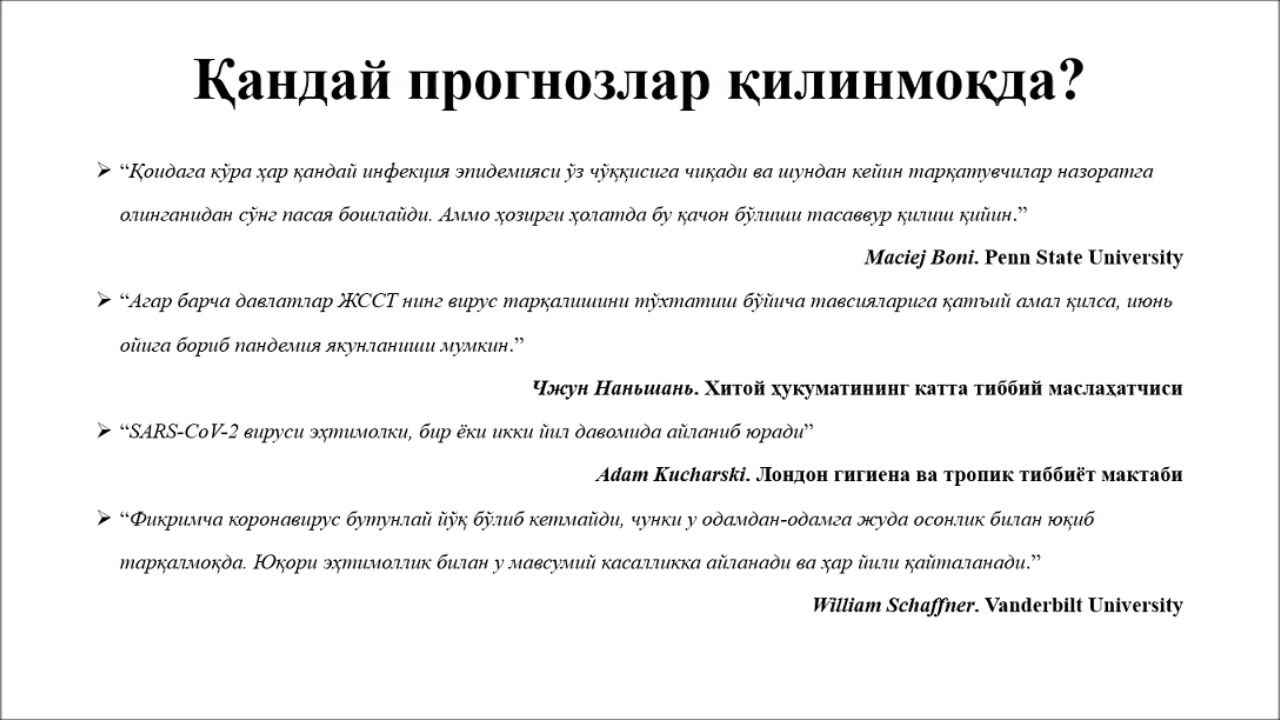 Қандай прогнозлар қилинмоқда?
➢ “Қоидага кўра ҳар қандай инфекция эпидемияси ўз чўққисига чиқади ва шундан кейин тарқатувчилар назоратга
олинганидан сўнг пасая бошлайди. Аммо ҳозирги ҳолатда бу қачон бўлиши тасаввур қилиш қийин.”
Maciej Boni. Penn State University
➢ “Агар барча давлатлар ЖССТ нинг вирус тарқалишини тўхтатиш бўйича тавсияларига қатъий амал қилса, июнь
ойига бориб пандемия якунланиши мумкин.”
Чжун Наньшань. Хитой ҳукуматининг катта тиббий маслаҳатчиси
➢ “SARS-CoV-2 вируси эҳтимолки, бир ёки икки йил давомида айланиб юради”
Adam Kucharski. Лондон гигиена ва тропик тиббиёт мактаби
➢ “Фикримча коронавирус бутунлай йўқ бўлиб кетмайди, чунки у одамдан-одамга жуда осонлик билан юқиб
тарқалмоқда. Юқори эҳтимоллик билан у мавсумий касалликка айланади ва ҳар йили қайталанади.”
William Schaffner. Vanderbilt University